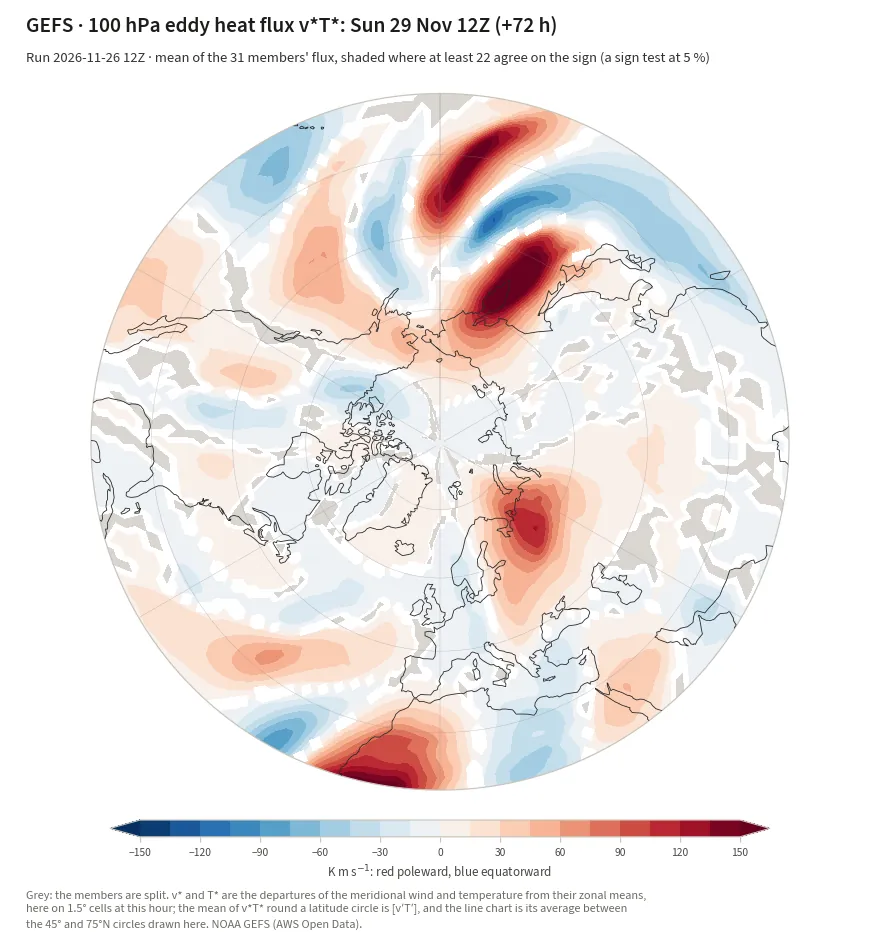 GEFS · 100 hPa eddy heat flux v*T*: Sun 29 Nov 12Z (+72 h)
Run 2026-11-26 12Z · mean of the 31 members' flux, shaded where at least 22 agree on the sign (a sign test at 5 %)
−150 −120 −90 −60 −30 0 30 60 90 120 150
K m s⁻¹: red poleward, blue equatorward
Grey: the members are split. v* and T* are the departures of the meridional wind and temperature from their zonal means,
here on 1.5° cells at this hour; the mean of v*T* round a latitude circle is [v'T'], and the line chart is its average between
the 45° and 75°N circles drawn here. NOAA GEFS (AWS Open Data).